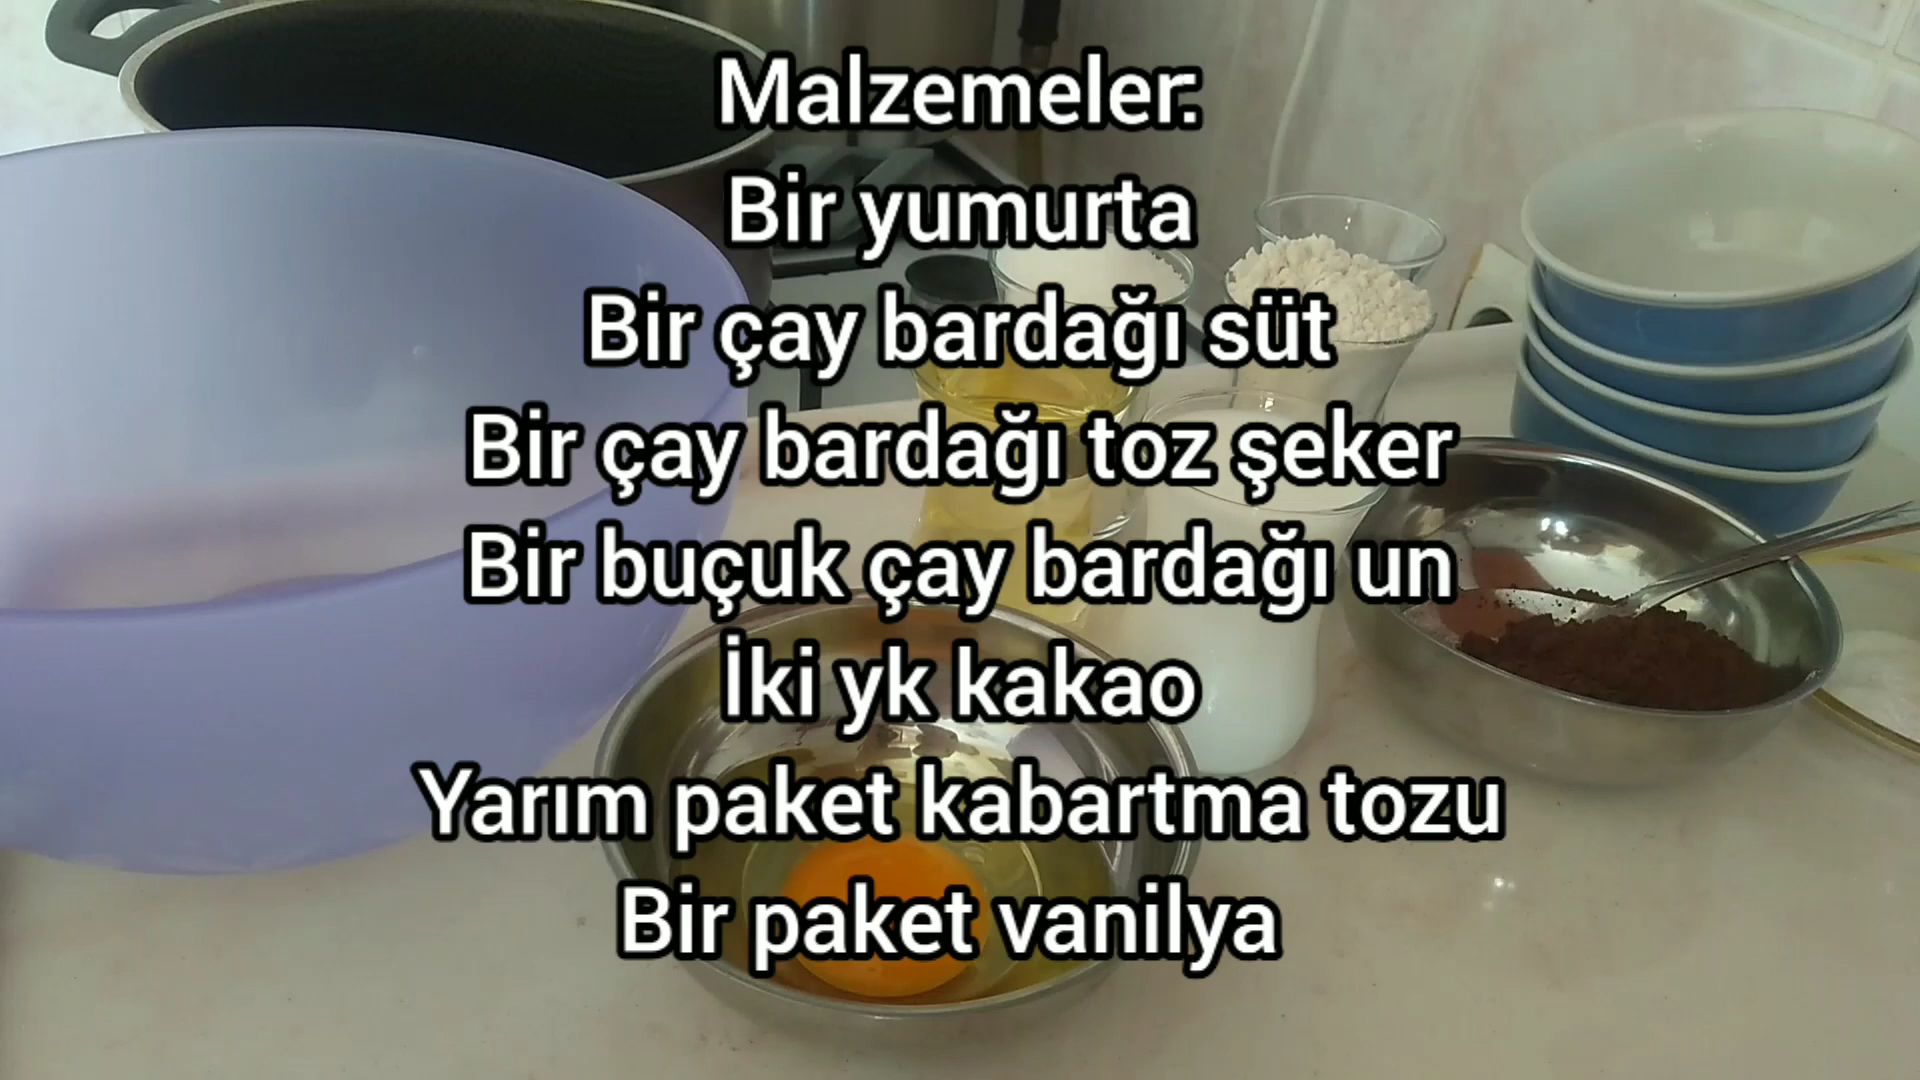 Malzemeler:
Bir yumurta
Bir çay bardağı süt
Bir çay bardağı toz şeker
Bir buçuk çay bardağı un
İki yk kakao
Yarım paket kabartma tozu
Bir paket vanilya